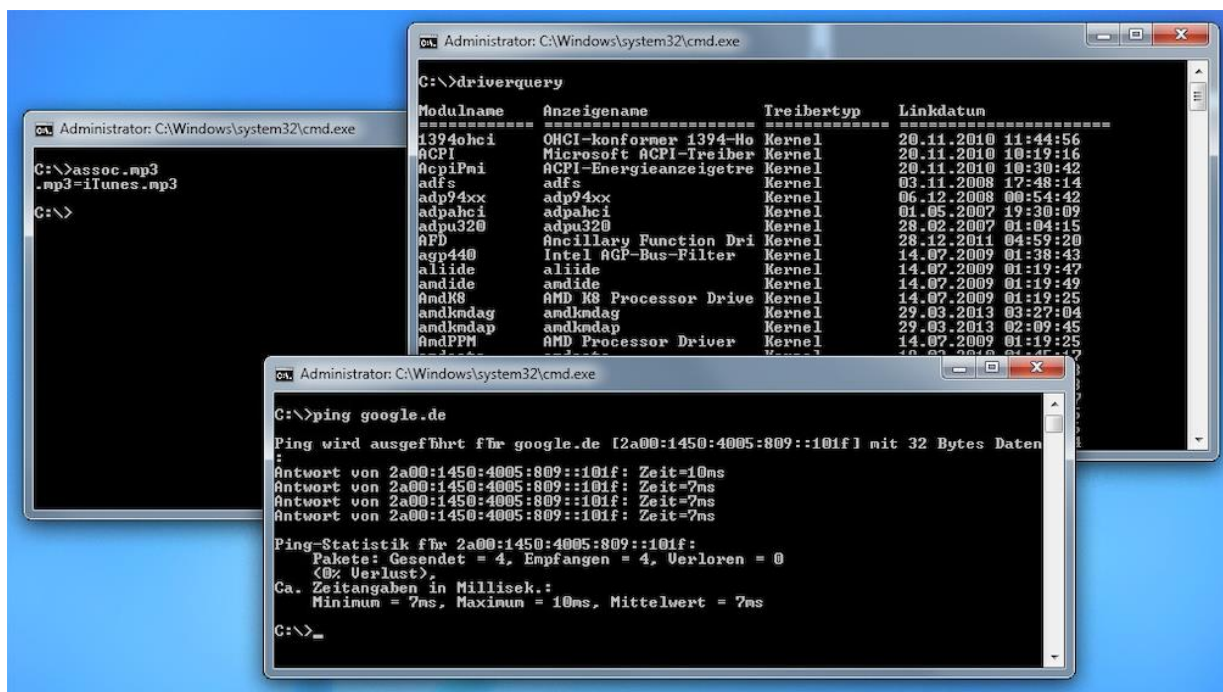 Administrator: C:\Windows\system32\cmd.exe
C:\>assoc.mp3
.mp3=iTunes.mp3
C:\>
Administrator: C:\Windows\system32\cmd.exe
C:\>driverquery
Modulname Anzeigename Treibertyp Linkdatum
============ ====================== ============= ======================
1394ohci OHCI-konformer 1394-Ho Kernel 20.11.2010 11:44:56
ACPI Microsoft ACPI-Treiber Kernel 20.11.2010 10:19:16
AcpiPmi ACPI-Energieanzeigetre Kernel 20.11.2010 10:30:42
adfs adfs Kernel 03.11.2008 17:48:14
adp94xx adp94xx Kernel 06.12.2008 00:54:42
adpahci adpahci Kernel 01.05.2007 19:30:09
adpu320 adpu320 Kernel 28.02.2007 01:04:15
AFD Ancillary Function Dri Kernel 28.12.2011 04:59:20
agp440 Intel AGP-Bus-Filter Kernel 14.07.2009 01:38:43
aliide aliide Kernel 14.07.2009 01:19:47
amdide amdide Kernel 14.07.2009 01:19:49
AmdK8 AMD K8 Processor Drive Kernel 14.07.2009 01:19:25
amdkmdag amdkmdag Kernel 29.03.2013 03:27:04
amdkmdap amdkmdap Kernel 29.03.2013 02:09:45
AmdPPM AMD Processor Driver Kernel 14.07.2009 01:19:25
Administrator: C:\Windows\system32\cmd.exe
C:\>ping google.de
Ping wird ausgefЂhrt fЂr google.de [2a00:1450:4005:809::101f] mit 32 Bytes Daten
:
Antwort von 2a00:1450:4005:809::101f: Zeit=10ms
Antwort von 2a00:1450:4005:809::101f: Zeit=7ms
Antwort von 2a00:1450:4005:809::101f: Zeit=7ms
Antwort von 2a00:1450:4005:809::101f: Zeit=7ms
Ping-Statistik fЂr 2a00:1450:4005:809::101f:
Pakete: Gesendet = 4, Empfangen = 4, Verloren = 0
(0% Verlust),
Ca. Zeitangaben in Millisek.:
Minimum = 7ms, Maximum = 10ms, Mittelwert = 7ms
C:\>_